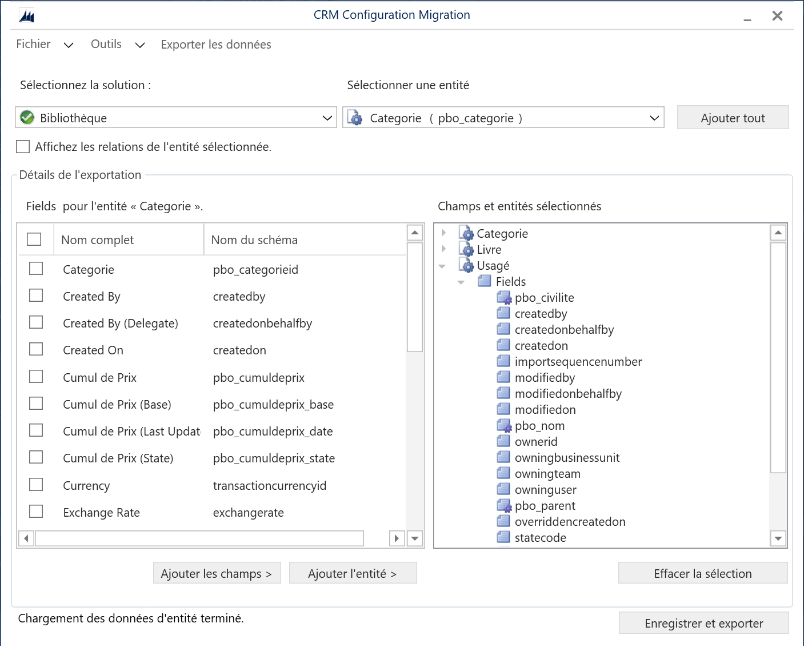 CRM Configuration Migration
Fichier Outils Exporter les données
Sélectionnez la solution : Sélectionner une entité
Bibliothèque Categorie ( pbo_categorie ) Ajouter tout
Affichez les relations de l'entité sélectionnée.
Détails de l'exportation
Fields pour l'entité « Categorie ».
Nom complet Nom du schéma
Categorie pbo_categorieid
Created By createdby
Created By (Delegate) createdonbehalfby
Created On createdon
Cumul de Prix pbo_cumuldeprix
Cumul de Prix (Base) pbo_cumuldeprix_base
Cumul de Prix (Last Updat pbo_cumuldeprix_date
Cumul de Prix (State) pbo_cumuldeprix_state
Currency transactioncurrencyid
Exchange Rate exchangerate
Ajouter les champs > Ajouter l'entité >
Champs et entités sélectionnés
Categorie
Livre
Usagé
Fields
pbo_civilite
createdby
createdonbehalfby
createdon
importsequencenumber
modifiedby
modifiedonbehalfby
modifiedon
pbo_nom
ownerid
owningbusinessunit
owningteam
owninguser
pbo_parent
overriddencreatedon
statecode
Effacer la sélection
Chargement des données d'entité terminé.
Enregistrer et exporter